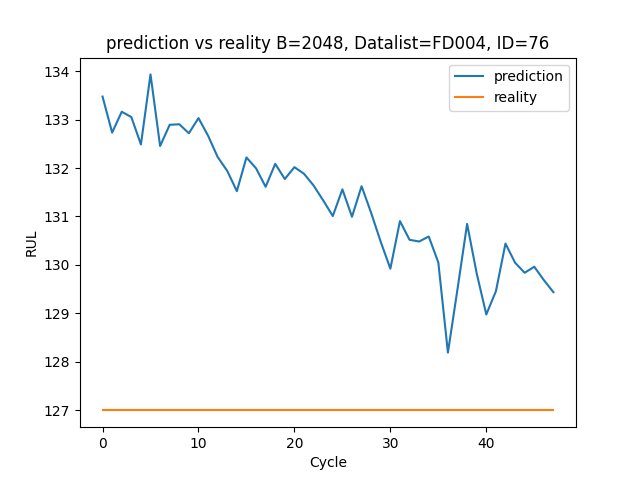 prediction vs reality B=2048, Datalist=FD004, ID=76
prediction
reality
134
133
132
131
130
129
128
127
RUL
0 10 20 30 40
Cycle